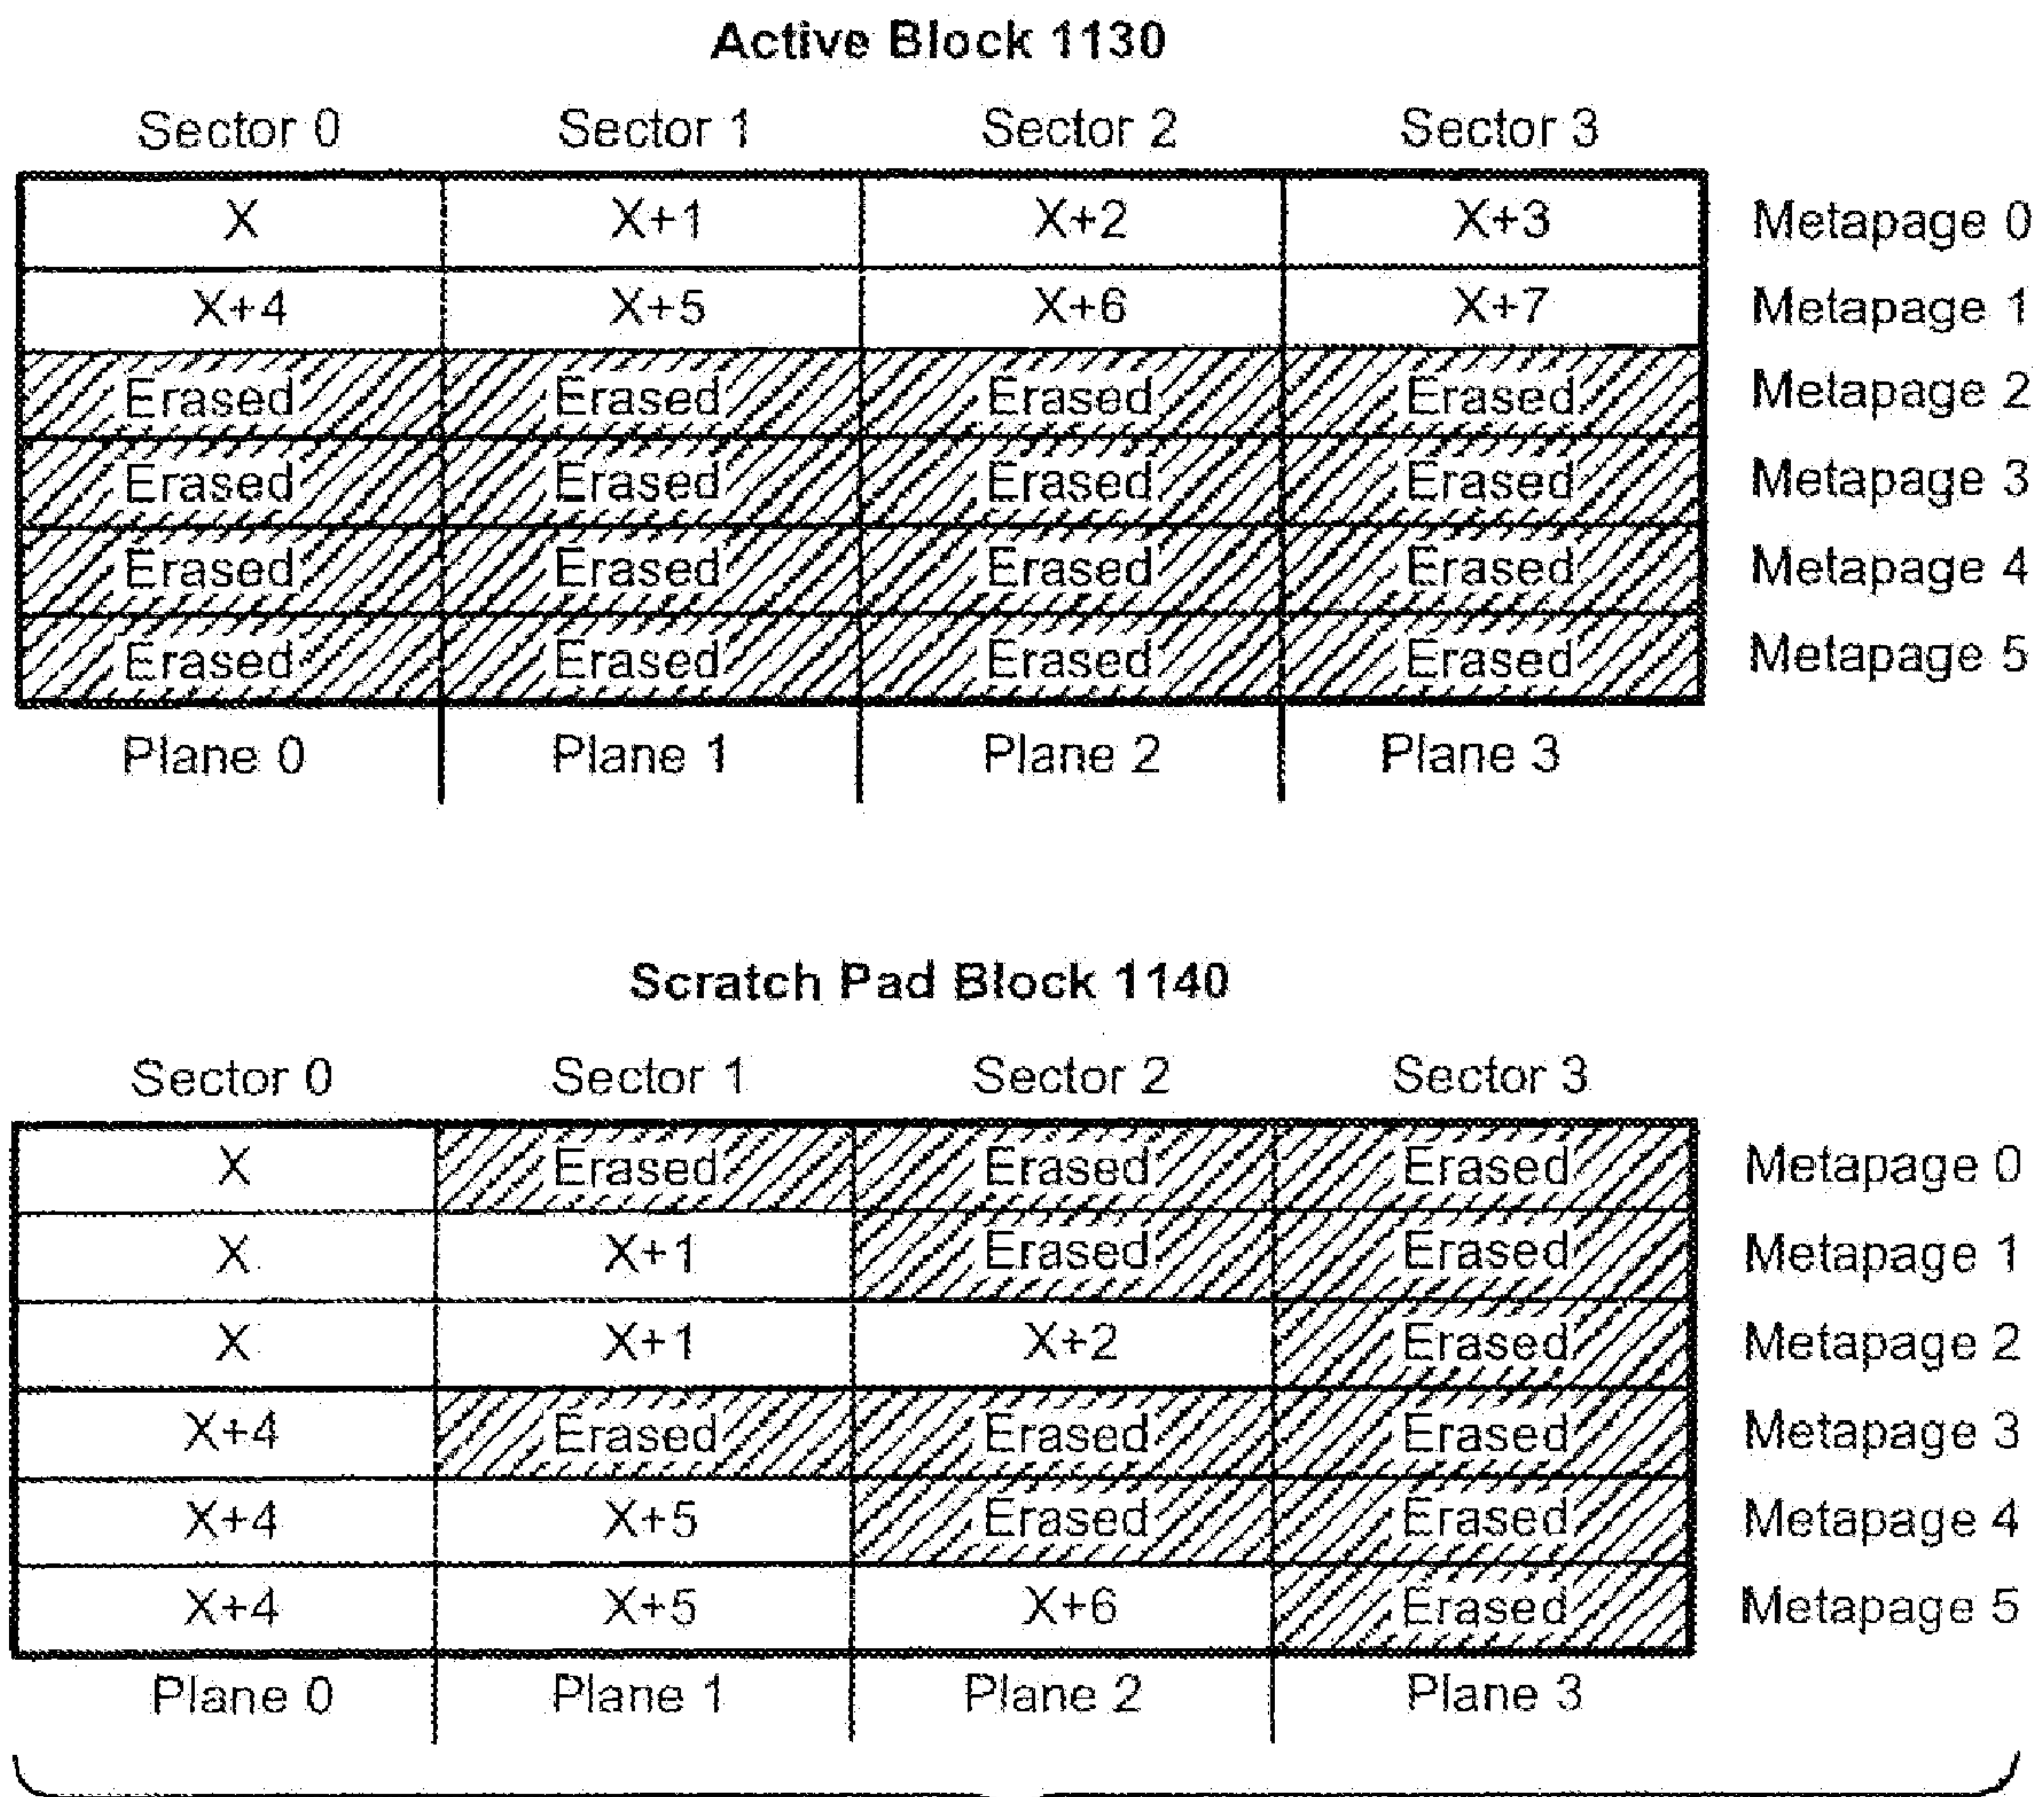 Active Block 1130
Sector 0 Sector 1 Sector 2 Sector 3
X X+1 X+2 X+3 Metapage 0
X+4 X+5 X+6 X+7 Metapage 1
Erased Erased Erased Erased Metapage 2
Erased Erased Erased Erased Metapage 3
Erased Erased Erased Erased Metapage 4
Erased Erased Erased Erased Metapage 5
Plane 0 Plane 1 Plane 2 Plane 3
Scratch Pad Block 1140
Sector 0 Sector 1 Sector 2 Sector 3
X Erased Erased Erased Metapage 0
X X+1 Erased Erased Metapage 1
X X+1 X+2 Erased Metapage 2
X+4 Erased Erased Erased Metapage 3
X+4 X+5 Erased Erased Metapage 4
X+4 X+5 X+6 Erased Metapage 5
Plane 0 Plane 1 Plane 2 Plane 3